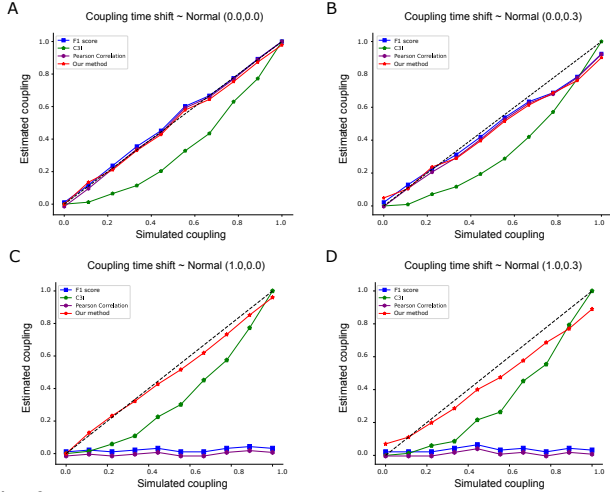 A
Coupling time shift ~ Normal (0.0,0.0)
F1 score
C3I
Pearson Correlation
Our method
Estimated coupling
1.0
0.8
0.6
0.4
0.2
0.0
0.0 0.2 0.4 0.6 0.8 1.0
Simulated coupling
B
Coupling time shift ~ Normal (0.0,0.3)
F1 score
C3I
Pearson Correlation
Our method
Estimated coupling
1.0
0.8
0.6
0.4
0.2
0.0
0.0 0.2 0.4 0.6 0.8 1.0
Simulated coupling
C
Coupling time shift ~ Normal (1.0,0.0)
F1 score
C3I
Pearson Correlation
Our method
Estimated coupling
1.0
0.8
0.6
0.4
0.2
0.0
0.0 0.2 0.4 0.6 0.8 1.0
Simulated coupling
D
Coupling time shift ~ Normal (1.0,0.3)
F1 score
C3I
Pearson Correlation
Our method
Estimated coupling
1.0
0.8
0.6
0.4
0.2
0.0
0.0 0.2 0.4 0.6 0.8 1.0
Simulated coupling